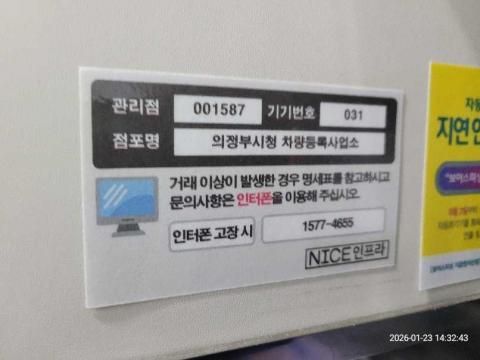 관리점 001587 기기번호 031
점포명 의정부시청 차량등록사업소
거래 이상이 발생한 경우 명세표를 참고하시고
문의사항은 인터폰을 이용해 주십시오.
인터폰 고장 시 1577-4655
NICE인프라
자동
지연인
2026-01-23 14:32:43